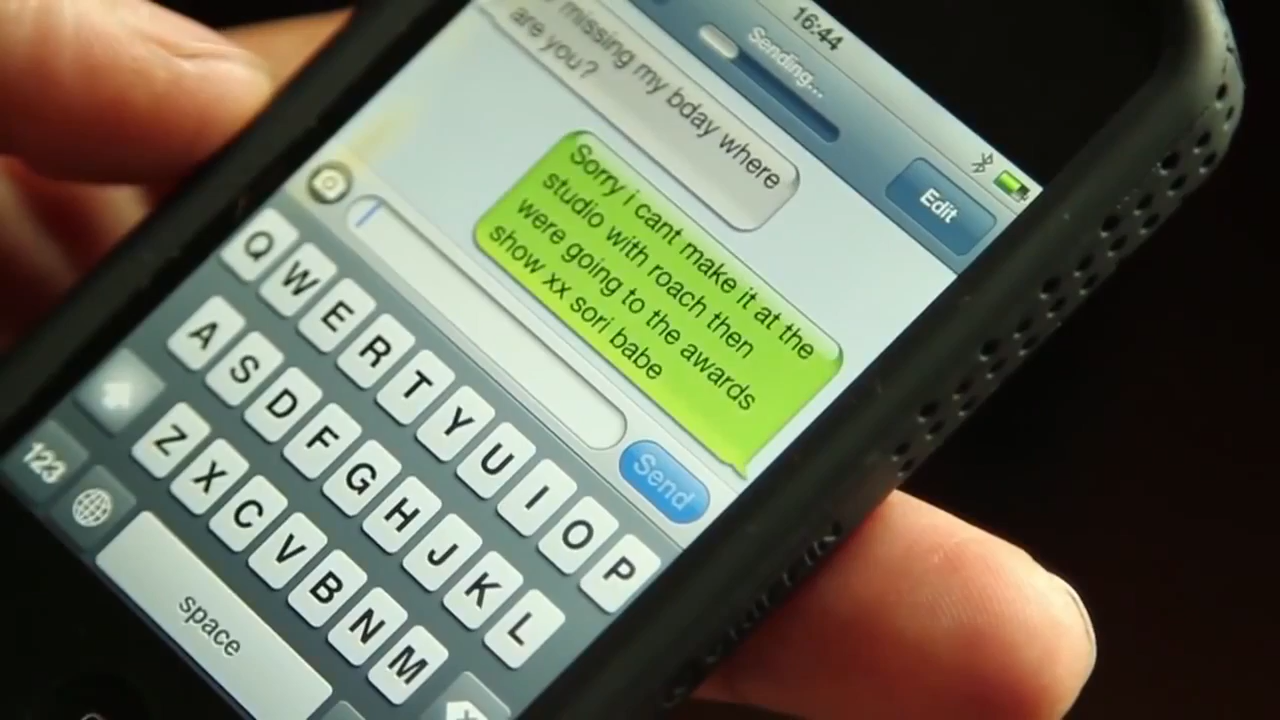 16:44
Sending...
Edit
missing my bday where
are you?
Sorry i cant make it at the
studio with roach then
were going to the awards
show xx sori babe
Send
Q W E R T Y U I O P
A S D F G H J K L
Z X C V B N M
123
space